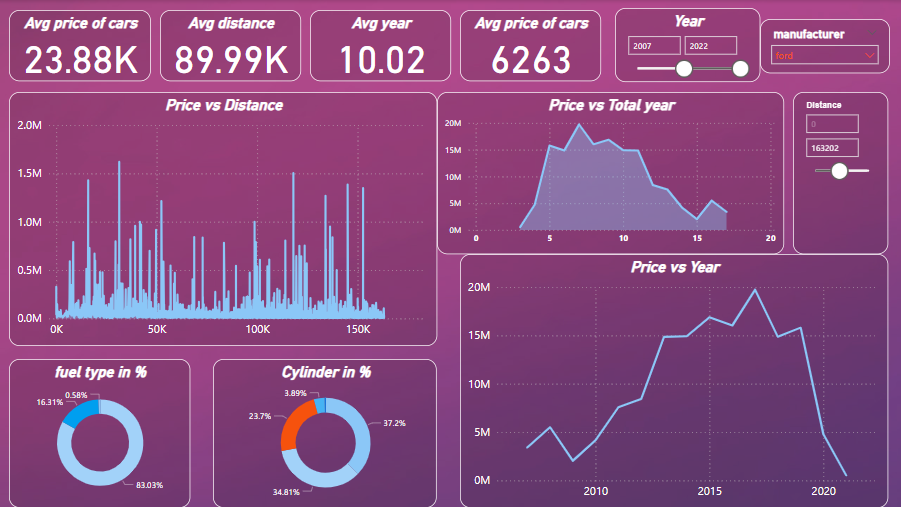 Avg price of cars
23.88K
Avg distance
89.99K
Avg year
10.02
Avg price of cars
6263
Year
2007
2022
manufacturer
ford
Price vs Distance
2.0M
1.5M
1.0M
0.5M
0.0M
0K
50K
100K
150K
Price vs Total year
20M
15M
10M
5M
0M
0
5
10
15
20
Distance
0
163202
fuel type in %
0.58%
16.31%
83.03%
Cylinder in %
3.89%
23.7%
37.2%
34.81%
Price vs Year
20M
15M
10M
5M
0M
2010
2015
2020